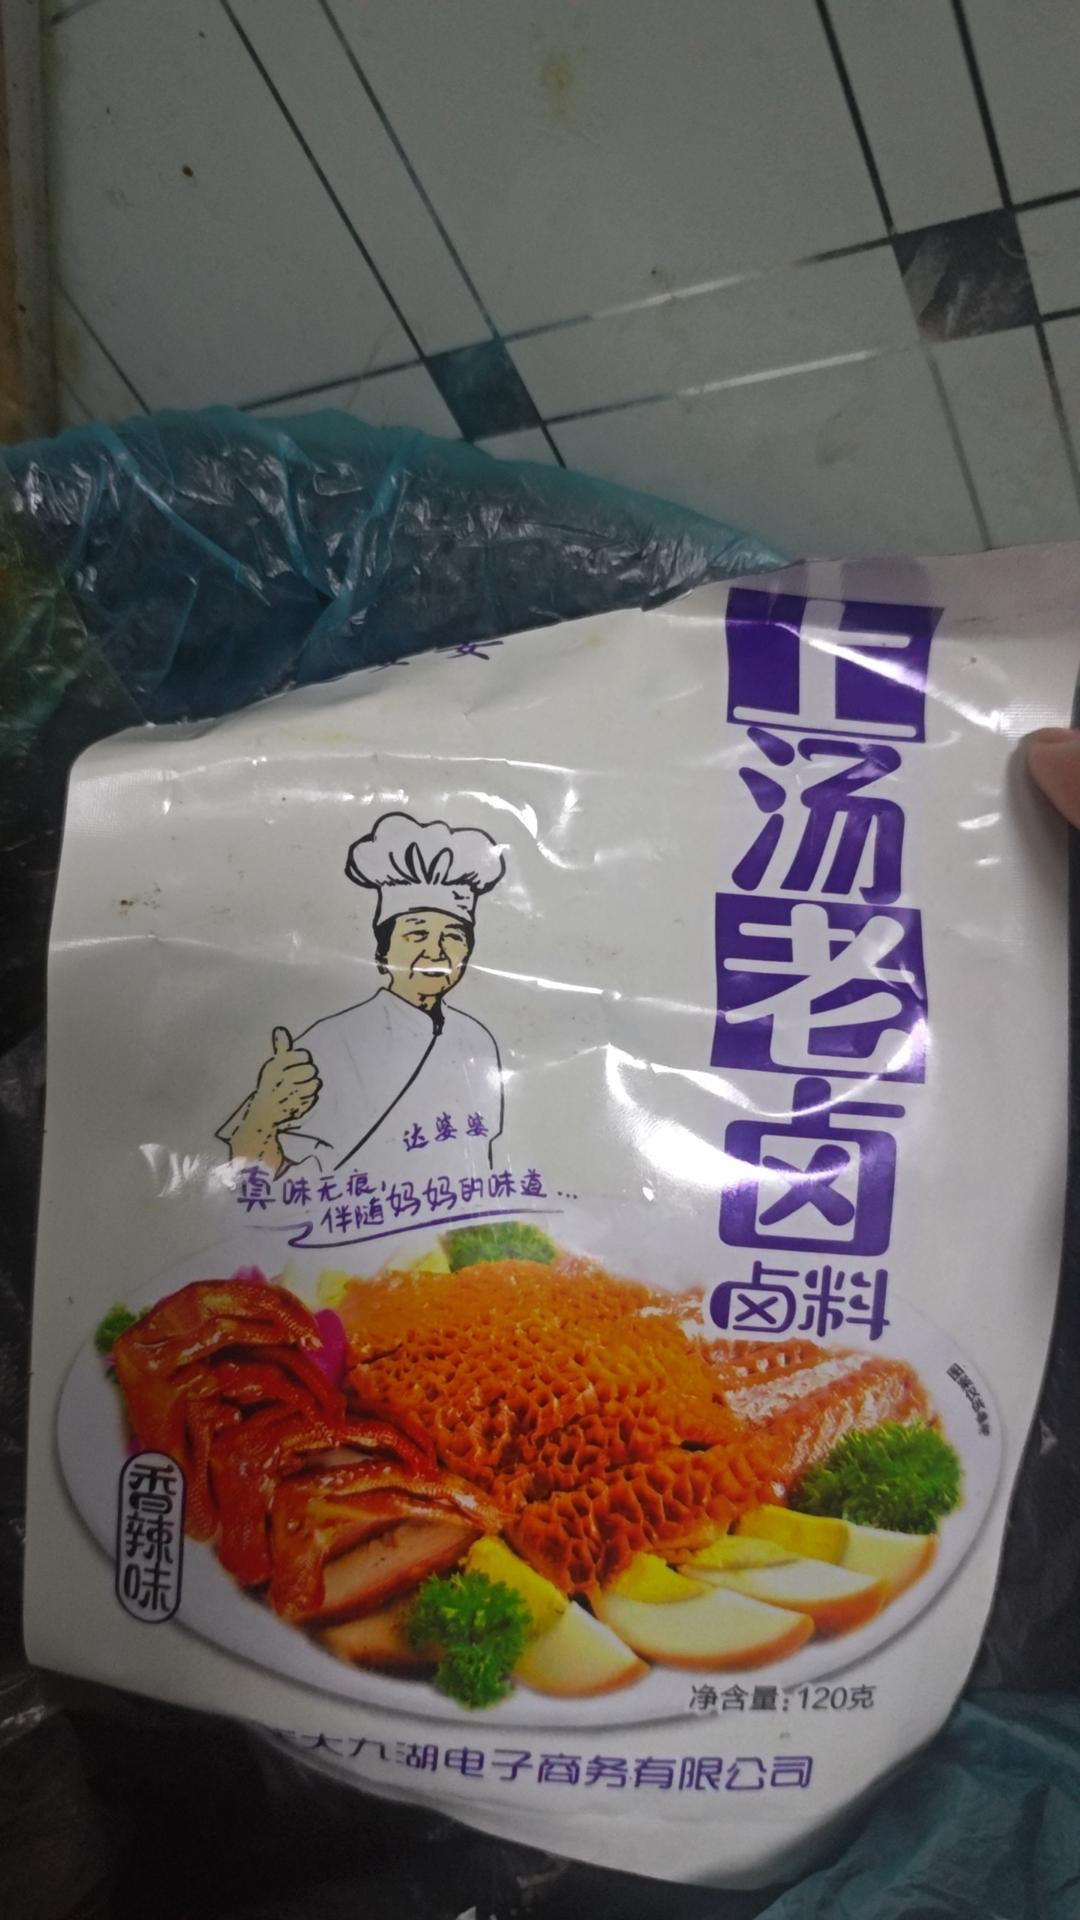 上汤老卤
卤料
达婆婆
真味无痕,
伴随妈妈的味道...
香辣味
净含量:120克
大九湖电子商务有限公司